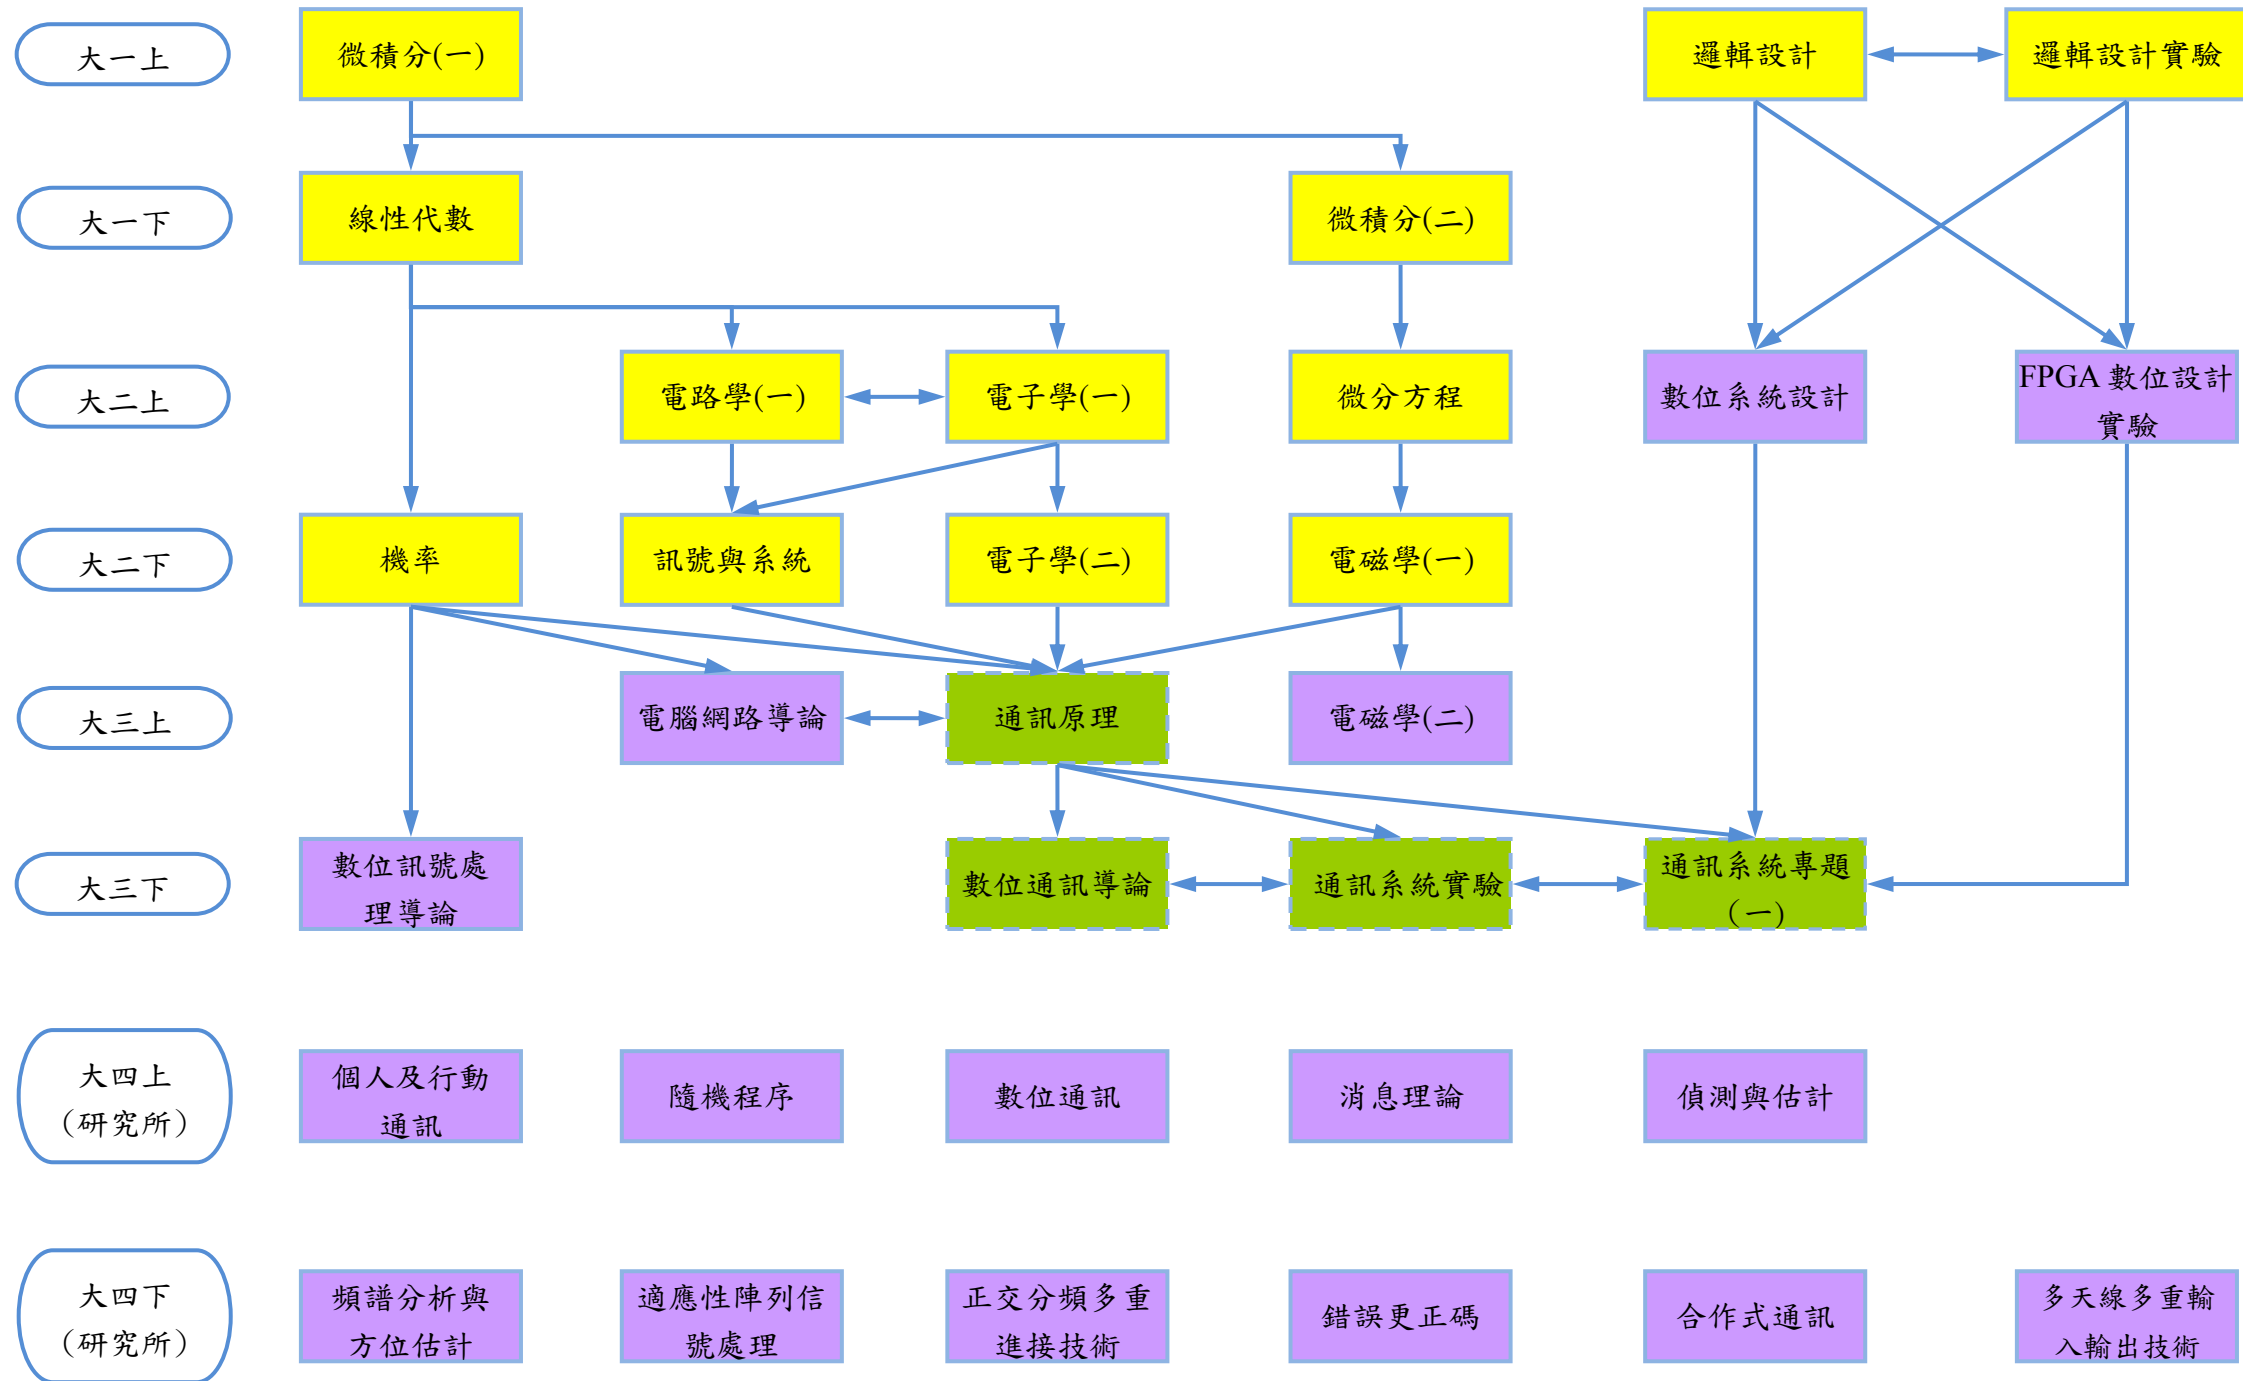 大一上
微積分(一)
邏輯設計
邏輯設計實驗
大一下
線性代數
微積分(二)
大二上
電路學(一)
電子學(一)
微分方程
數位系統設計
FPGA 數位設計
實驗
大二下
機率
訊號與系統
電子學(二)
電磁學(一)
大三上
電腦網路導論
通訊原理
電磁學(二)
大三下
數位訊號處
理導論
數位通訊導論
通訊系統實驗
通訊系統專題
（一)
大四上
（研究所）
個人及行動
通訊
隨機程序
數位通訊
消息理論
偵測與估計
大四下
（研究所）
頻譜分析與
方位估計
適應性陣列信
號處理
正交分頻多重
進接技術
錯誤更正碼
合作式通訊
多天線多重輸
入輸出技術